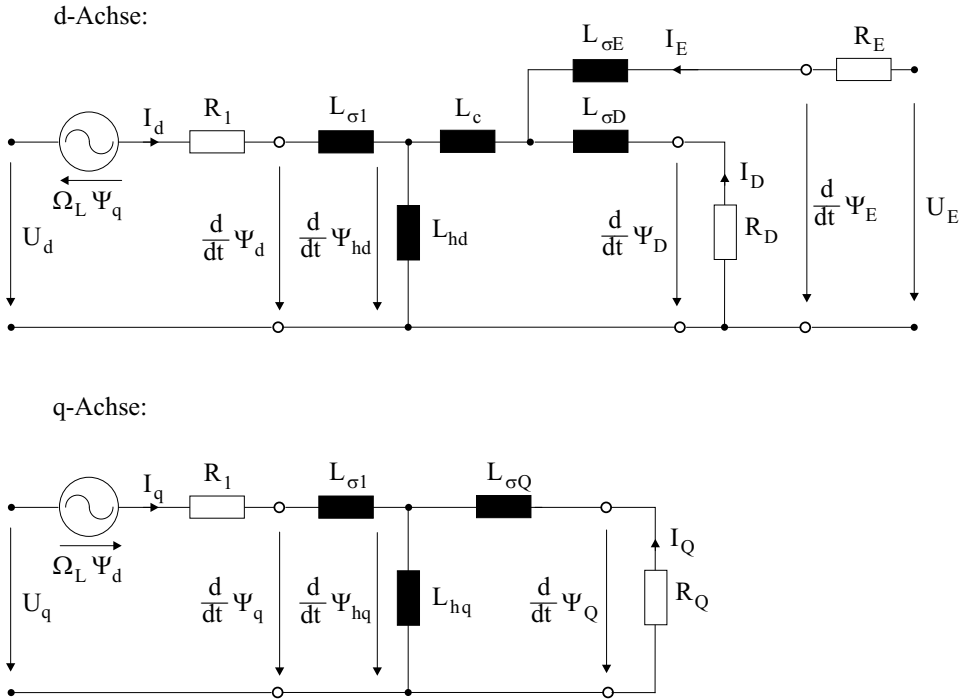 d-Achse:
L_σE
I_E
R_E
I_d
R_1
L_σ1
L_c
L_σD
Ω_L Ψ_q
I_D
U_d
d/dt Ψ_d
d/dt Ψ_hd
L_hd
d/dt Ψ_D
R_D
d/dt Ψ_E
U_E
q-Achse:
I_q
R_1
L_σ1
L_σQ
Ω_L Ψ_d
I_Q
U_q
d/dt Ψ_q
d/dt Ψ_hq
L_hq
d/dt Ψ_Q
R_Q